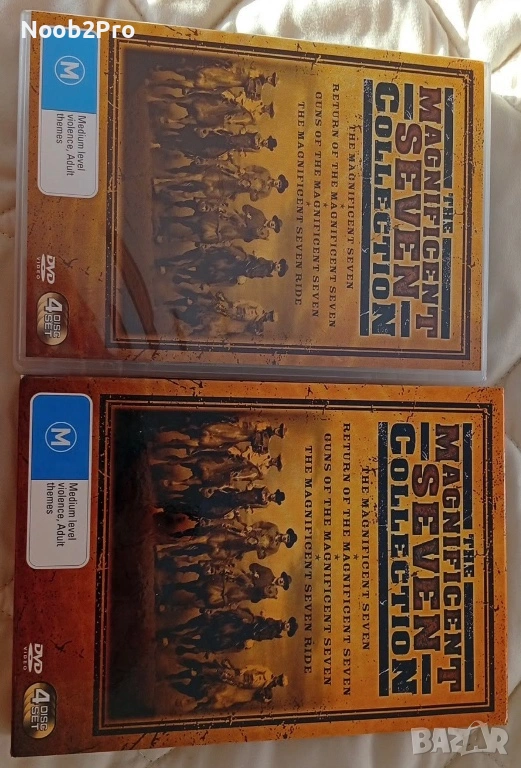 Noob2Pro
THE
MAGNIFICENT
SEVEN
COLLECTION
THE MAGNIFICENT SEVEN
RETURN OF THE MAGNIFICENT SEVEN
GUNS OF THE MAGNIFICENT SEVEN
THE MAGNIFICENT SEVEN RIDE
M
Medium level
violence, Adult
themes
DVD
VIDEO
4 DISC
SET
THE
MAGNIFICENT
SEVEN
COLLECTION
THE MAGNIFICENT SEVEN
RETURN OF THE MAGNIFICENT SEVEN
GUNS OF THE MAGNIFICENT SEVEN
THE MAGNIFICENT SEVEN RIDE
M
Medium level
violence, Adult
themes
DVD
VIDEO
4 DISC
SET
BAZAR